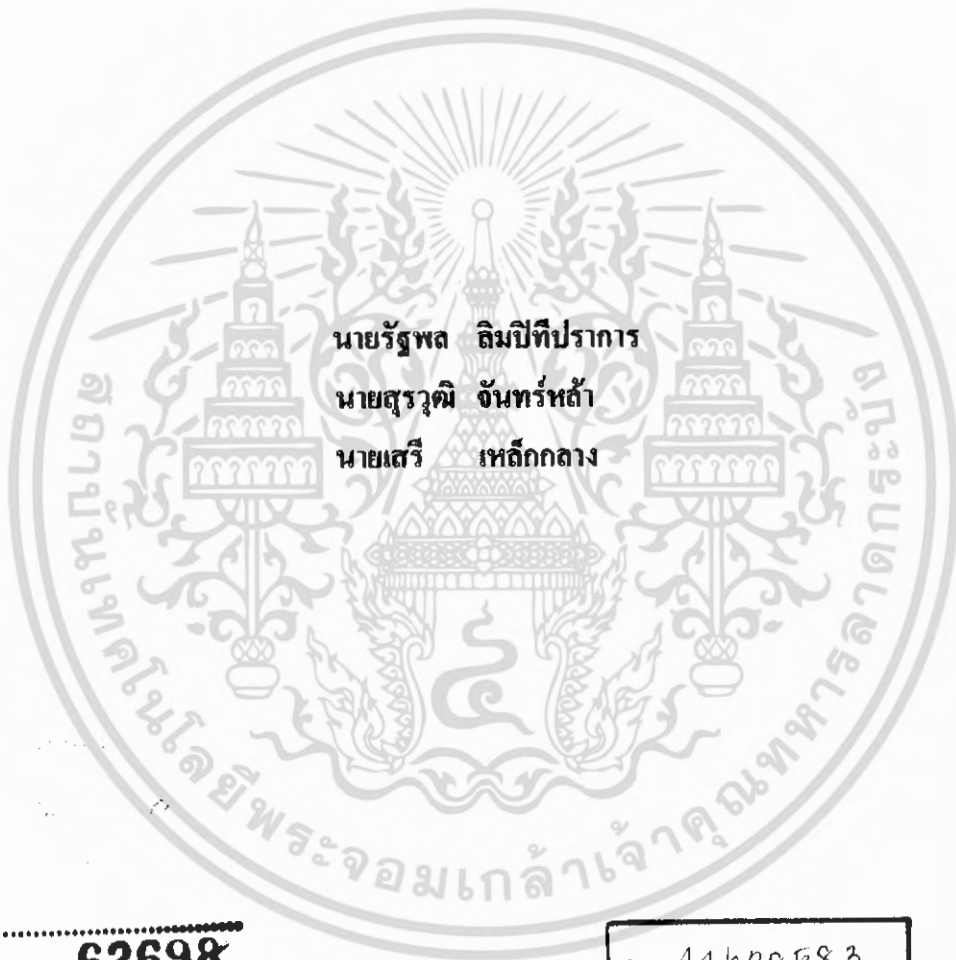 นายรัฐพล ลิมปิทีปราการ
นายสุรวุฒิ จันทร์หล้า
นายเสรี เหล็กกลาง
สถาบันเทคโนโลยีพระจอมเกล้าเจ้าคุณทหารลาดกระบัง
62698